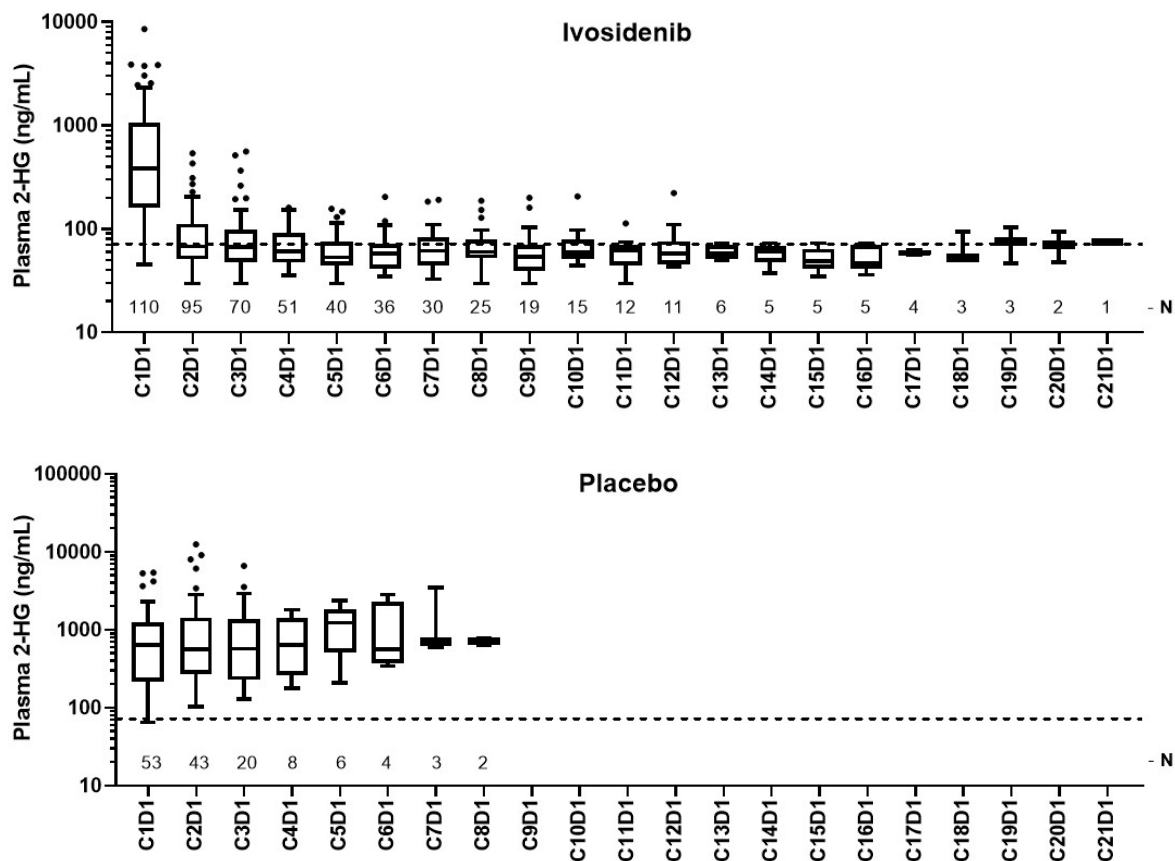 Ivosidenib
Plasma 2-HG (ng/mL)
10000
1000
100
10
110 95 70 51 40 36 30 25 19 15 12 11 6 5 5 5 4 3 3 2 1 - N
C1D1 C2D1 C3D1 C4D1 C5D1 C6D1 C7D1 C8D1 C9D1 C10D1 C11D1 C12D1 C13D1 C14D1 C15D1 C16D1 C17D1 C18D1 C19D1 C20D1 C21D1
Placebo
Plasma 2-HG (ng/mL)
100000
10000
1000
100
10
53 43 20 8 6 4 3 2 - N
C1D1 C2D1 C3D1 C4D1 C5D1 C6D1 C7D1 C8D1 C9D1 C10D1 C11D1 C12D1 C13D1 C14D1 C15D1 C16D1 C17D1 C18D1 C19D1 C20D1 C21D1